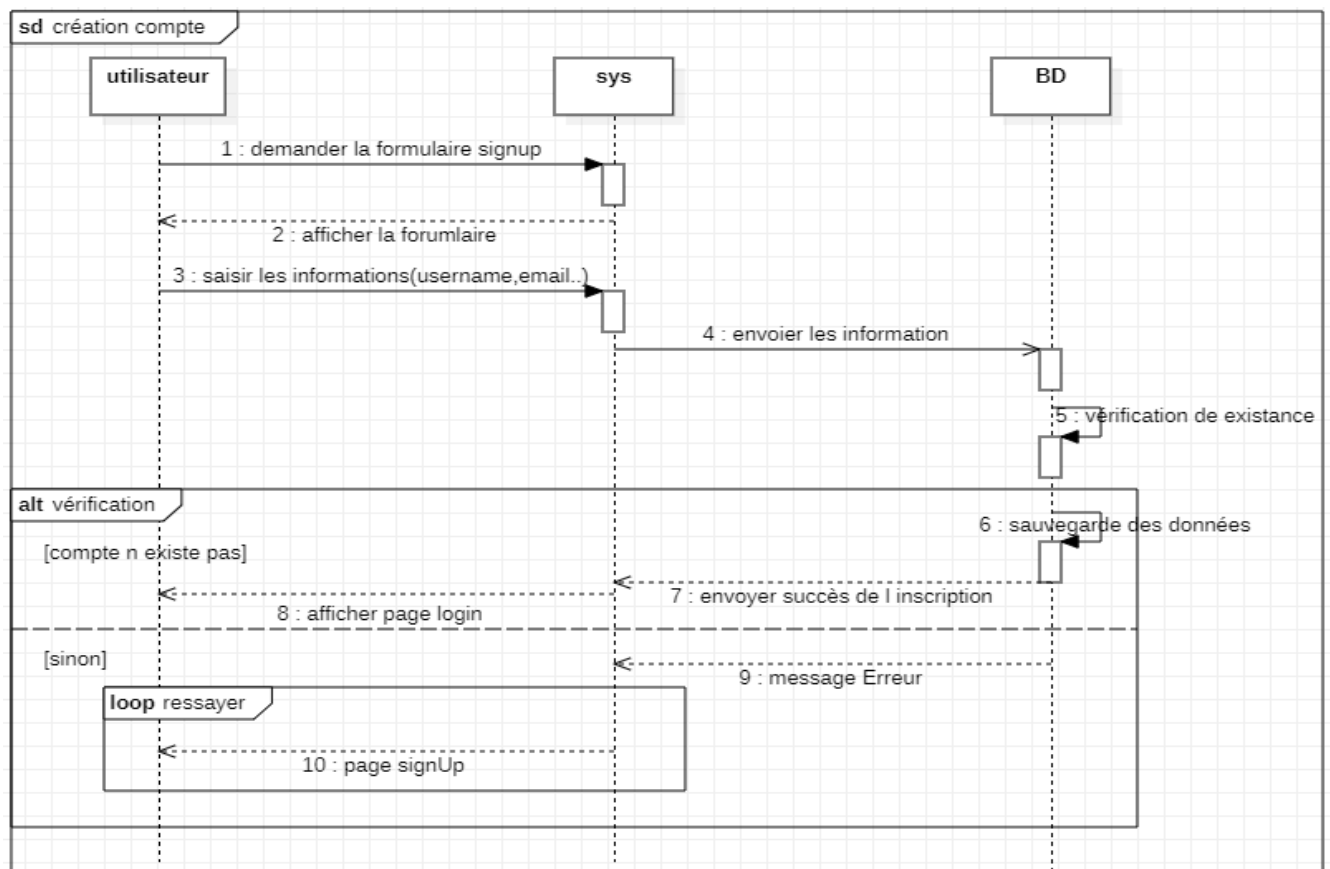 sd création compte
utilisateur
sys
BD
1 : demander la formulaire signup
2 : afficher la forumlaire
3 : saisir les informations(username,email..)
4 : envoier les information
5 : vérification de existance
alt vérification
6 : sauvegarde des données
[compte n existe pas]
7 : envoyer succès de l inscription
8 : afficher page login
[sinon]
9 : message Erreur
loop ressayer
10 : page signUp